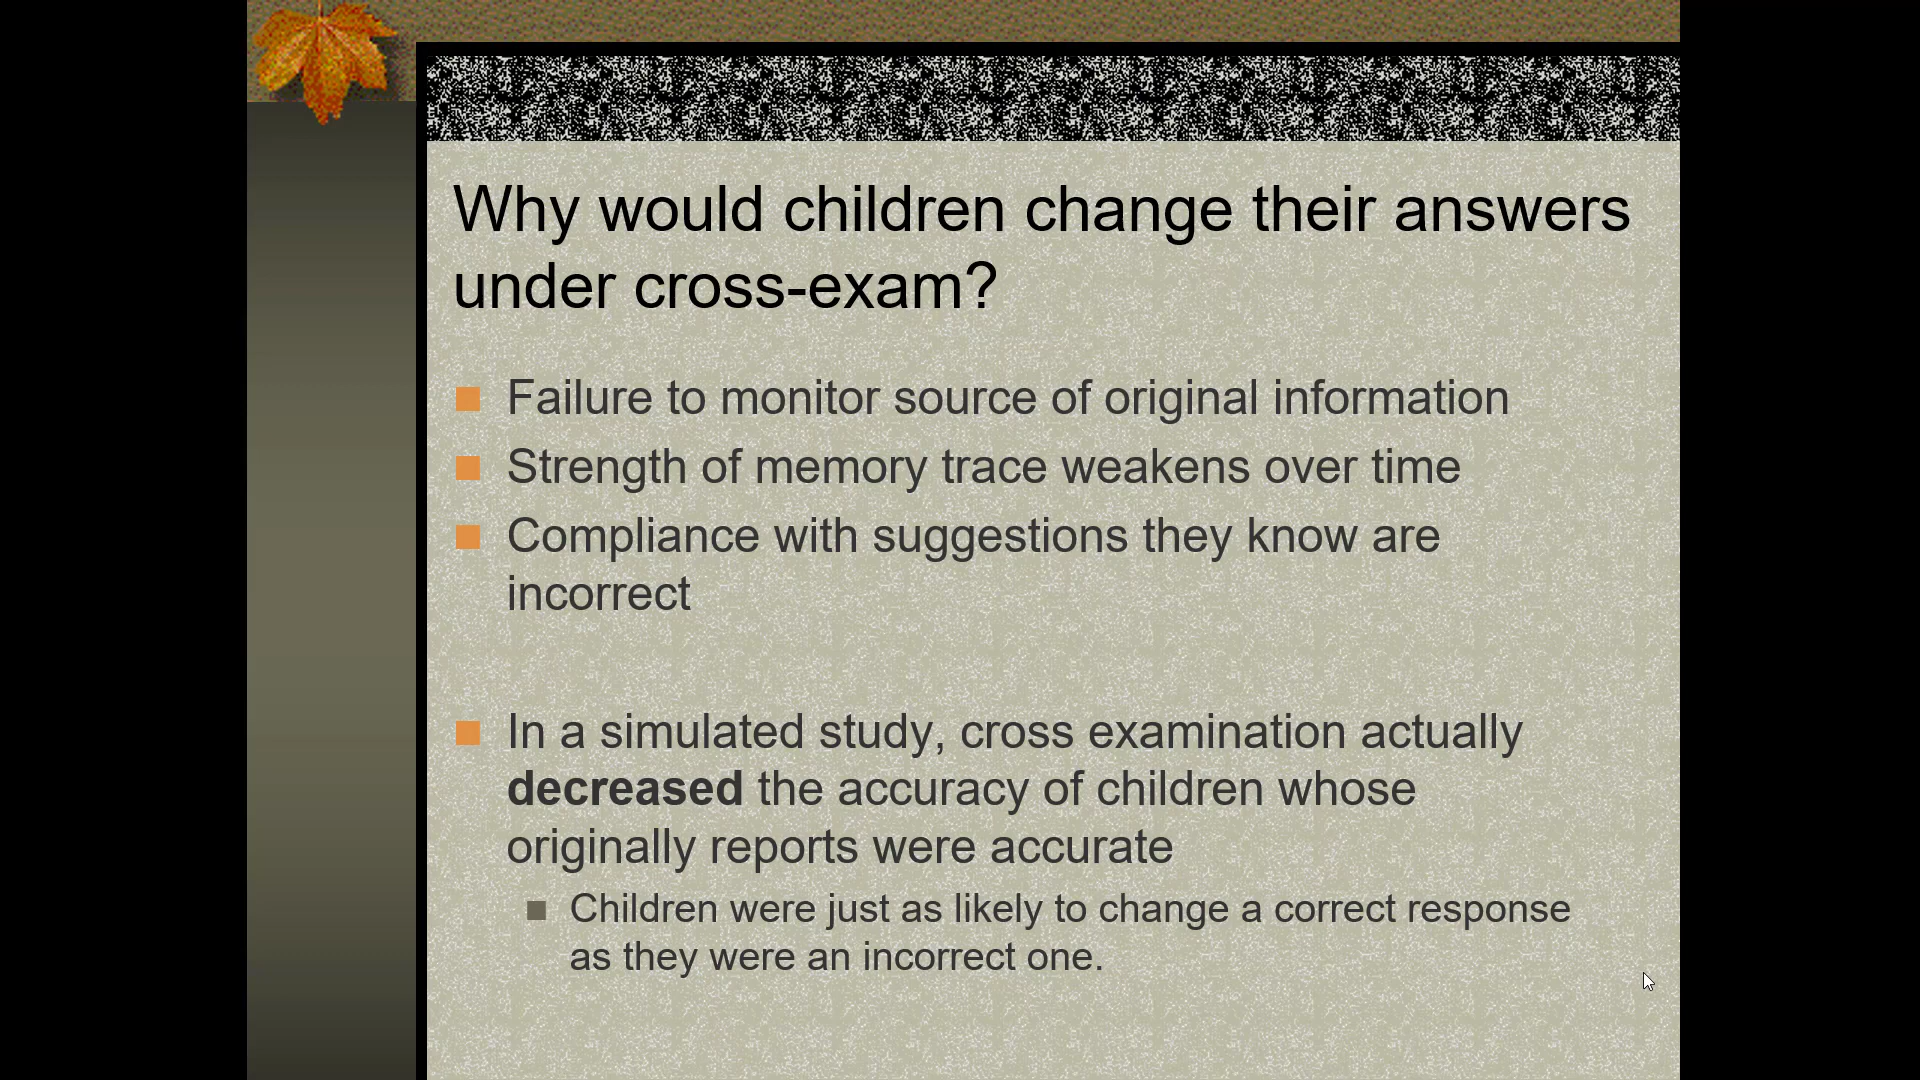 Why would children change their answers
under cross-exam?
Failure to monitor source of original information
Strength of memory trace weakens over time
Compliance with suggestions they know are
incorrect
In a simulated study, cross examination actually
decreased the accuracy of children whose
originally reports were accurate
Children were just as likely to change a correct response
as they were an incorrect one.